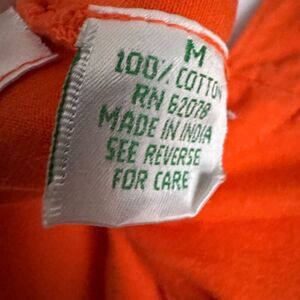 M
100% COTTON
RN 62078
MADE IN INDIA
SEE REVERSE
FOR CARE